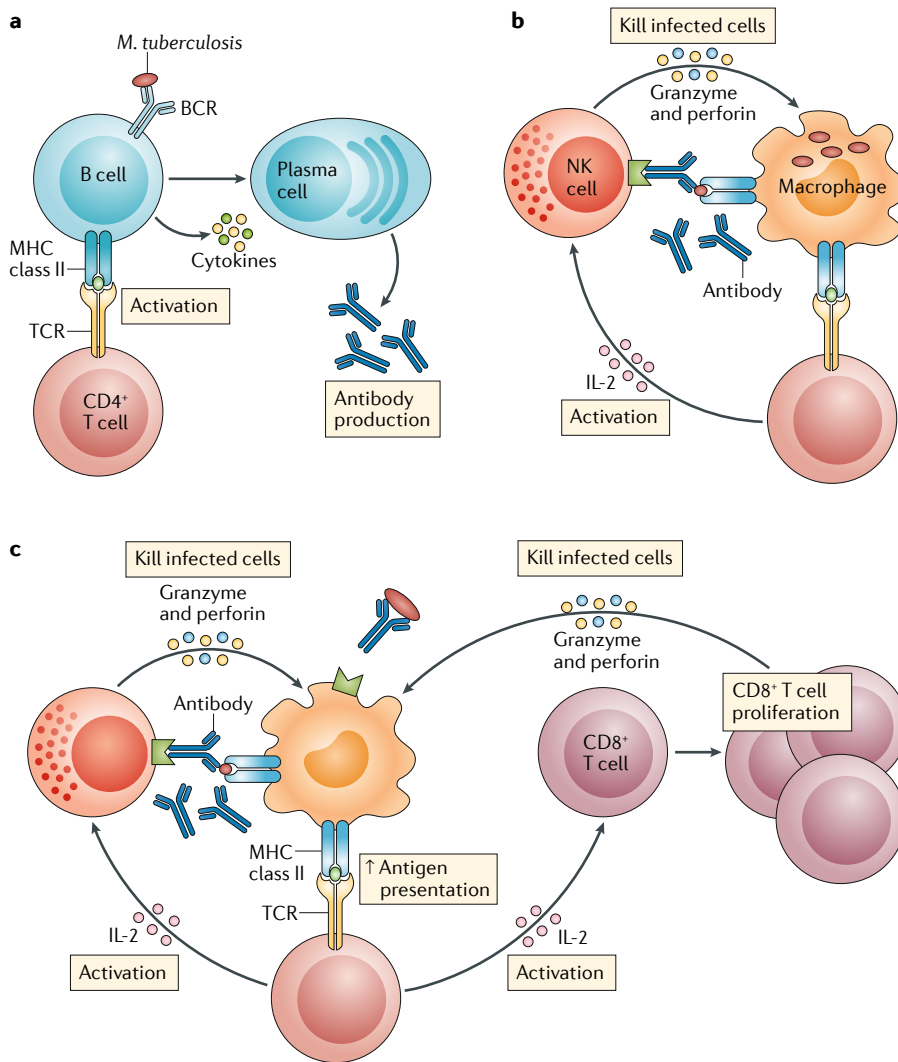 a
M. tuberculosis
BCR
B cell
Plasma
cell
MHC
class II
Cytokines
Activation
TCR
CD4⁺
T cell
Antibody
production
b
Kill infected cells
Granzyme
and perforin
NK
cell
Macrophage
Antibody
IL-2
Activation
c
Kill infected cells
Granzyme
and perforin
Antibody
MHC
class II
↑ Antigen
presentation
TCR
IL-2
Activation
Kill infected cells
Granzyme
and perforin
CD8⁺ T cell
proliferation
CD8⁺
T cell
IL-2
Activation